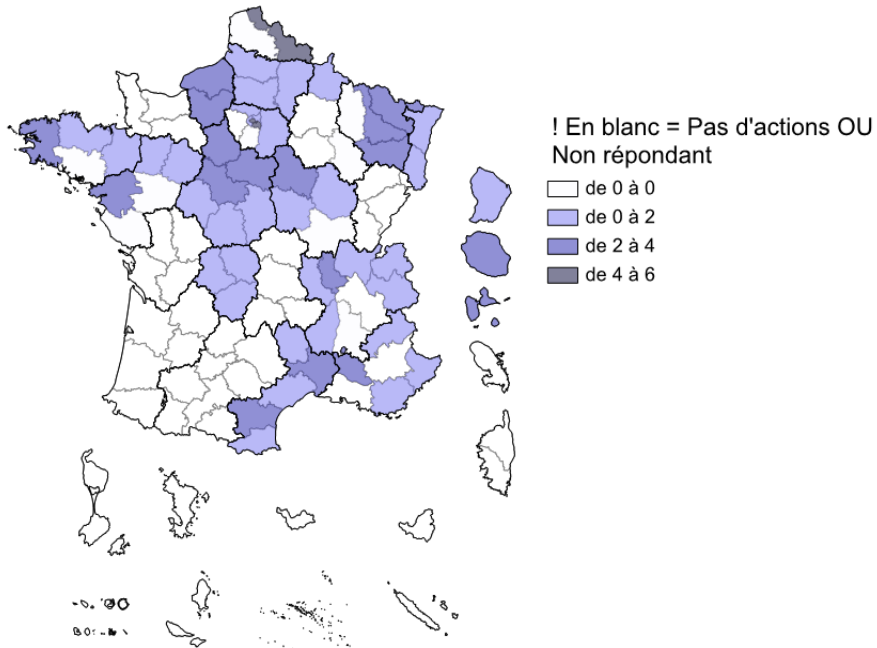 ! En blanc = Pas d'actions OU
Non répondant
de 0 à 0
de 0 à 2
de 2 à 4
de 4 à 6